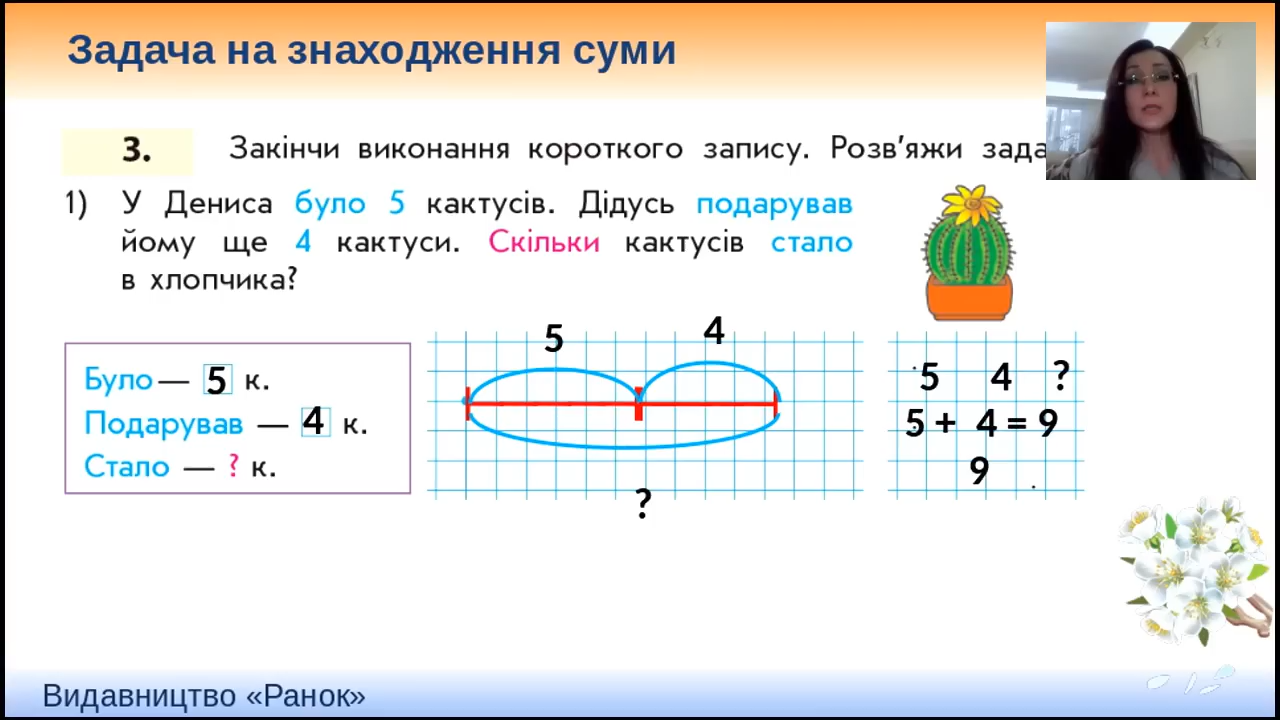 Задача на знаходження суми
3. Закінчи виконання короткого запису. Розв'яжи
1) У Дениса було 5 кактусів. Дідусь подарував
йому ще 4 кактуси. Скільки кактусів стало
в хлопчика?
Було — 5 к.
Подарував — 4 к.
Стало — ? к.
5 4
?
5 4 ?
5 + 4 = 9
9
Видавництво «Ранок»